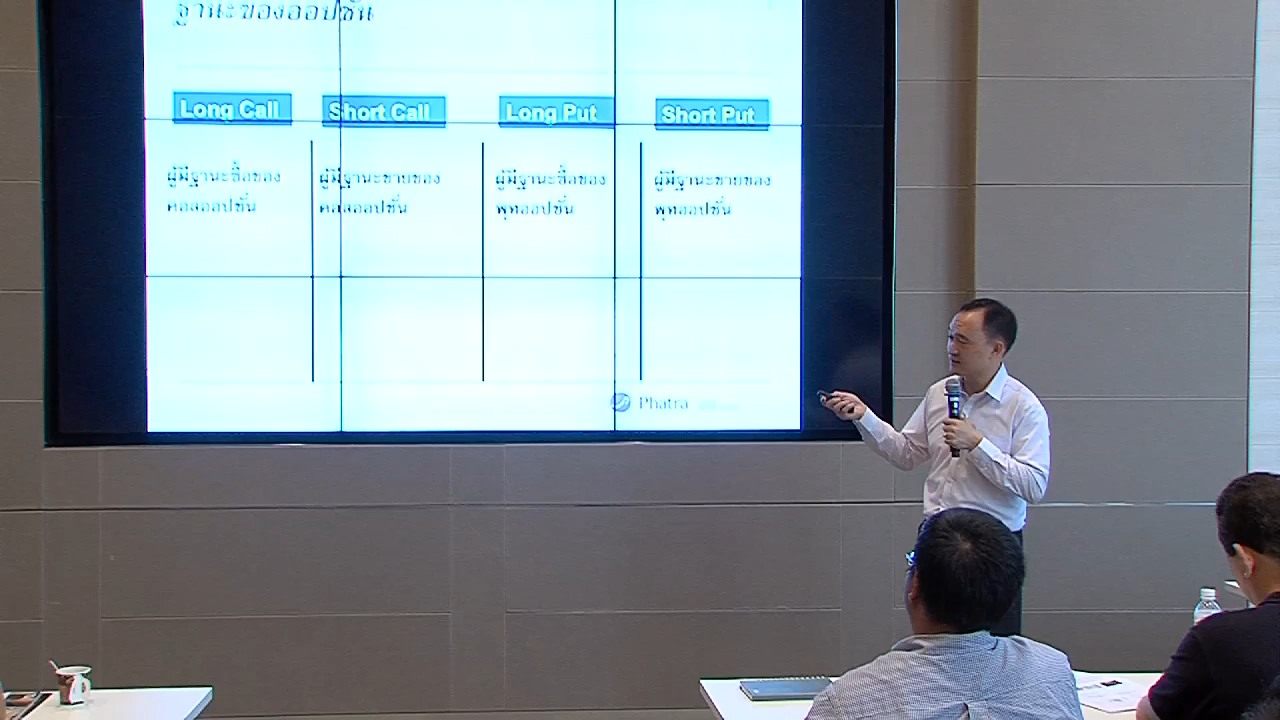 ฐานะของออปชั่น
Long Call
Short Call
Long Put
Short Put
ผู้มีฐานะซื้อของ
คอลออปชั่น
ผู้มีฐานะขายของ
คอลออปชั่น
ผู้มีฐานะซื้อของ
พุทออปชั่น
ผู้มีฐานะขายของ
พุทออปชั่น
Phatra